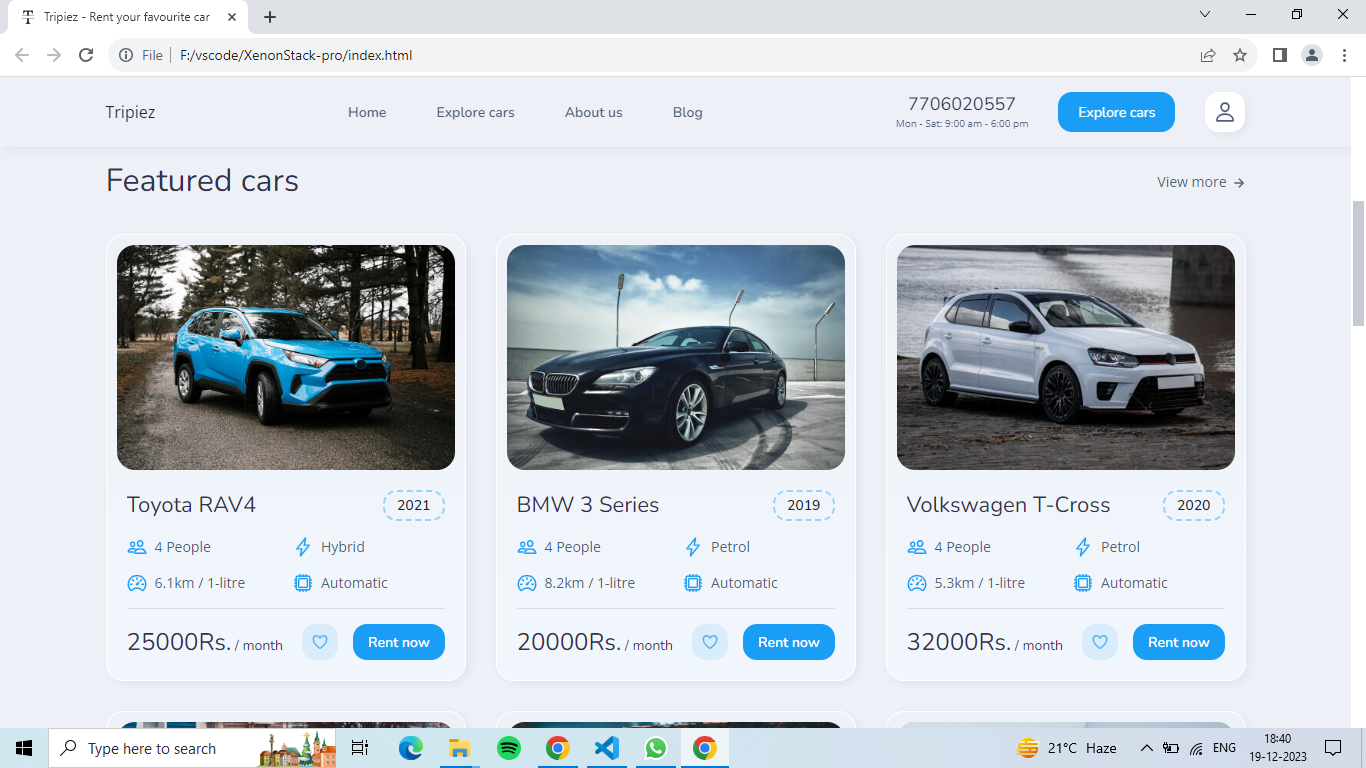 Tripiez - Rent your favourite car
File F:/vscode/XenonStack-pro/index.html
Tripiez Home Explore cars About us Blog 7706020557 Explore cars
Mon - Sat: 9:00 am - 6:00 pm
Featured cars View more →
Toyota RAV4 2021
4 People Hybrid
6.1km / 1-litre Automatic
25000Rs. / month Rent now
BMW 3 Series 2019
4 People Petrol
8.2km / 1-litre Automatic
20000Rs. / month Rent now
Volkswagen T-Cross 2020
4 People Petrol
5.3km / 1-litre Automatic
32000Rs. / month Rent now
Type here to search
21°C Haze
ENG
18:40
19-12-2023